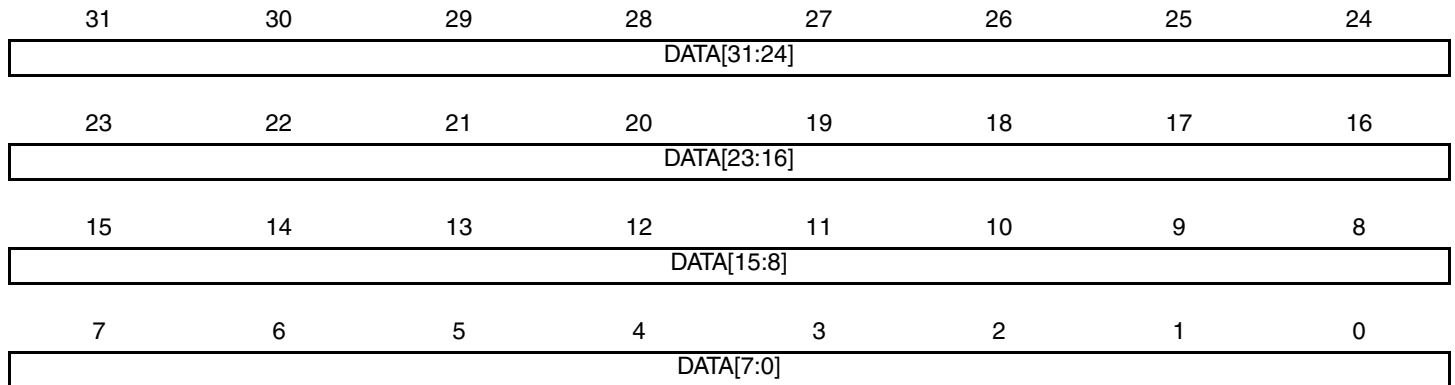 31 30 29 28 27 26 25 24
DATA[31:24]
23 22 21 20 19 18 17 16
DATA[23:16]
15 14 13 12 11 10 9 8
DATA[15:8]
7 6 5 4 3 2 1 0
DATA[7:0]